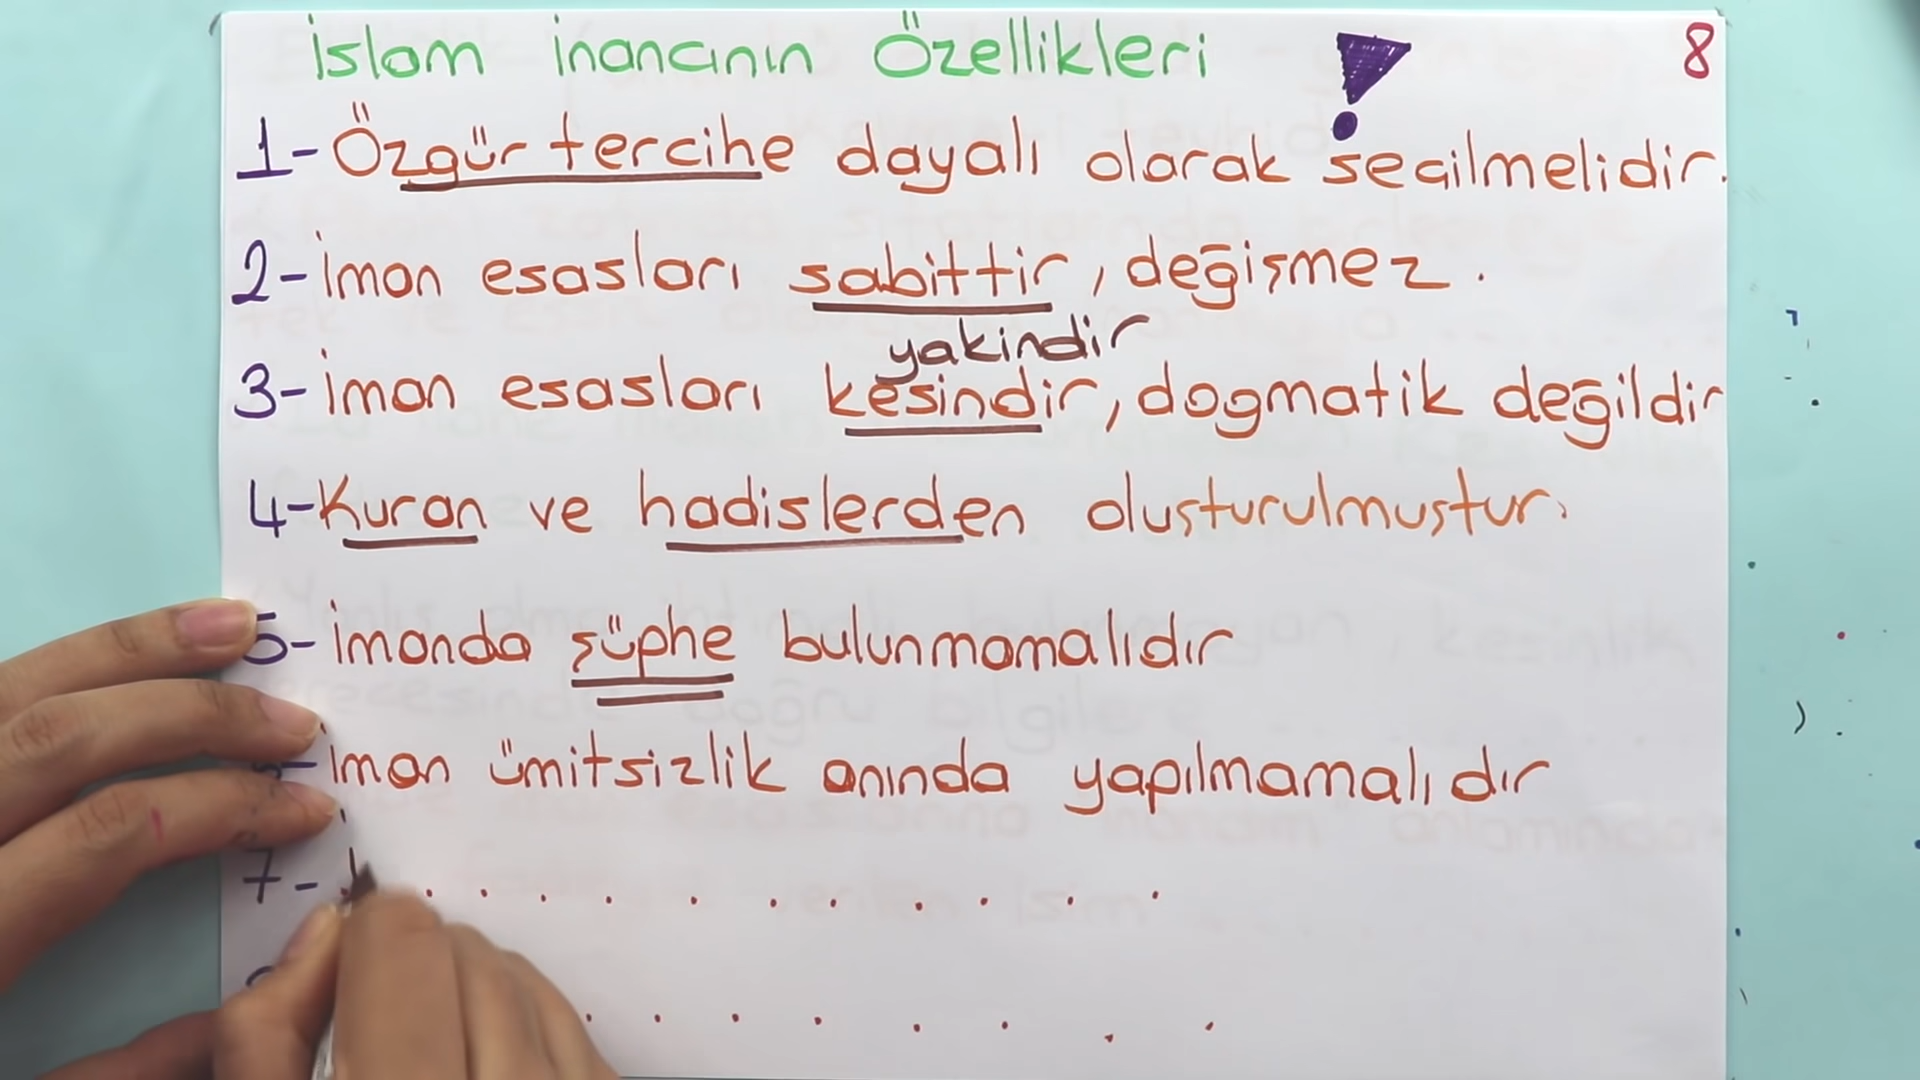 İslam inancının Özellikleri
8
1- Özgür tercihe dayalı olarak seçilmelidir.
2- İman esasları sabittir, değişmez.
yakindir
3- İman esasları kesindir, dogmatik değildir
4- Kuran ve hadislerden oluşturulmuştur.
5- İmanda şüphe bulunmamalıdır
İman ümitsizlik anında yapılmamalıdır
7-